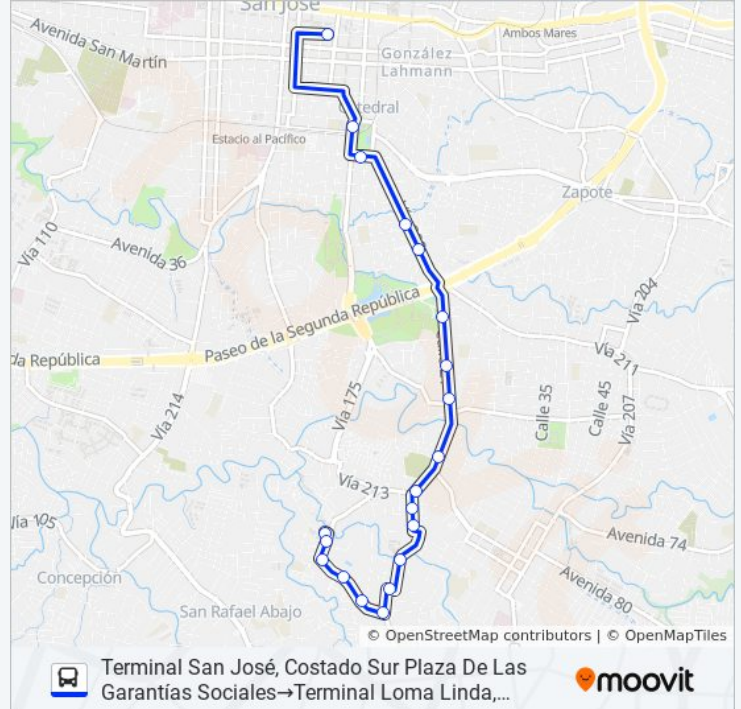 San José
Avenida San Martín
Ambos Mares
González
Lahmann
Catedral
Estacio al Pacífico
Zapote
Vía 110
Avenida 36
Vía 204
Paseo de la Segunda República
da República
Vía 211
Vía 175
Calle 35
Calle 45
Vía 207
Vía 214
Vía 213
Vía 105
Avenida 74
Concepción
Avenida 80
San Rafael Abajo
© OpenStreetMap contributors | © OpenMapTiles
Terminal San José, Costado Sur Plaza De Las
Garantías Sociales→Terminal Loma Linda,...
moovit